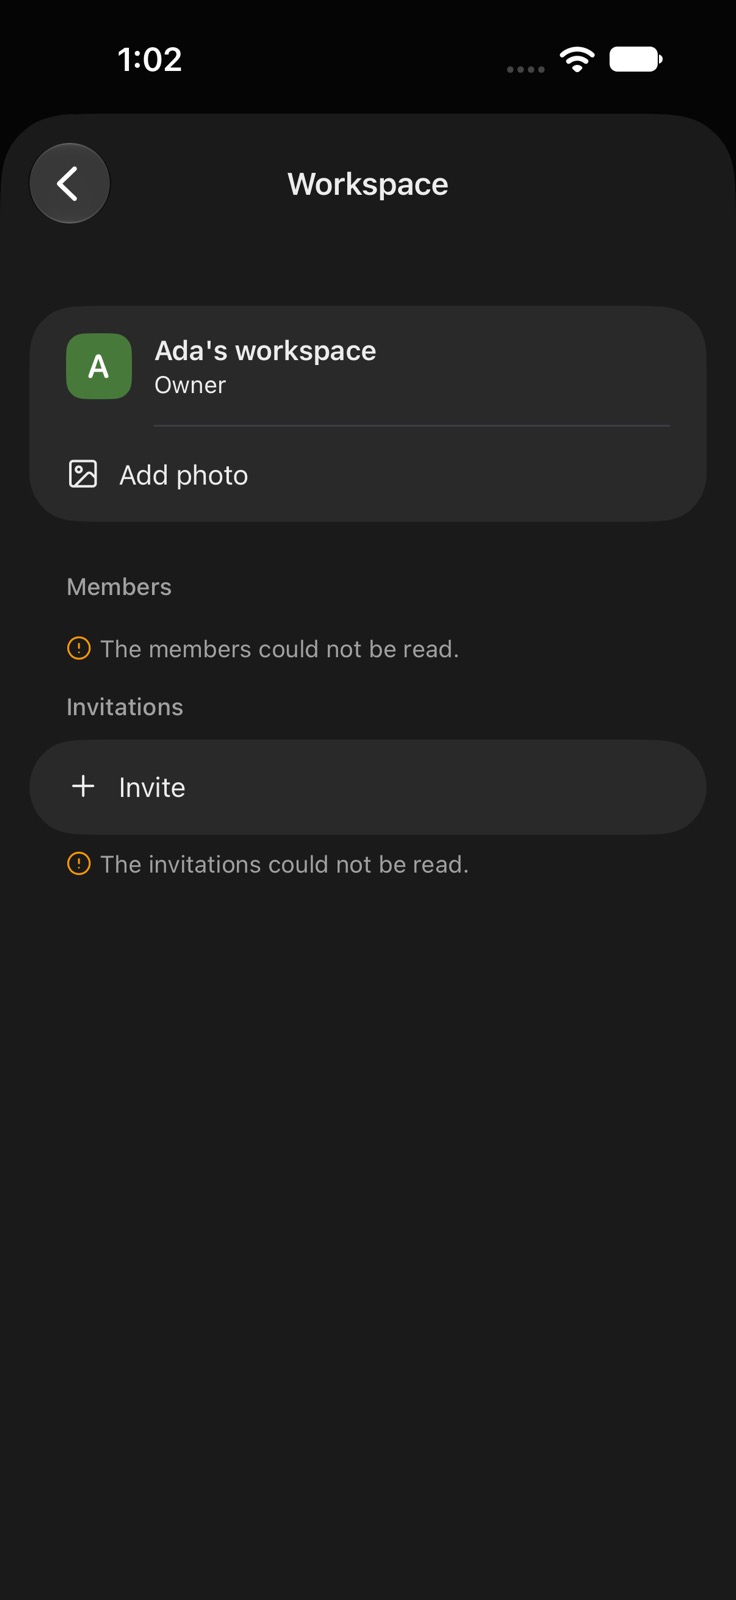 1:02
Workspace
A
Ada's workspace
Owner
Add photo
Members
The members could not be read.
Invitations
Invite
The invitations could not be read.